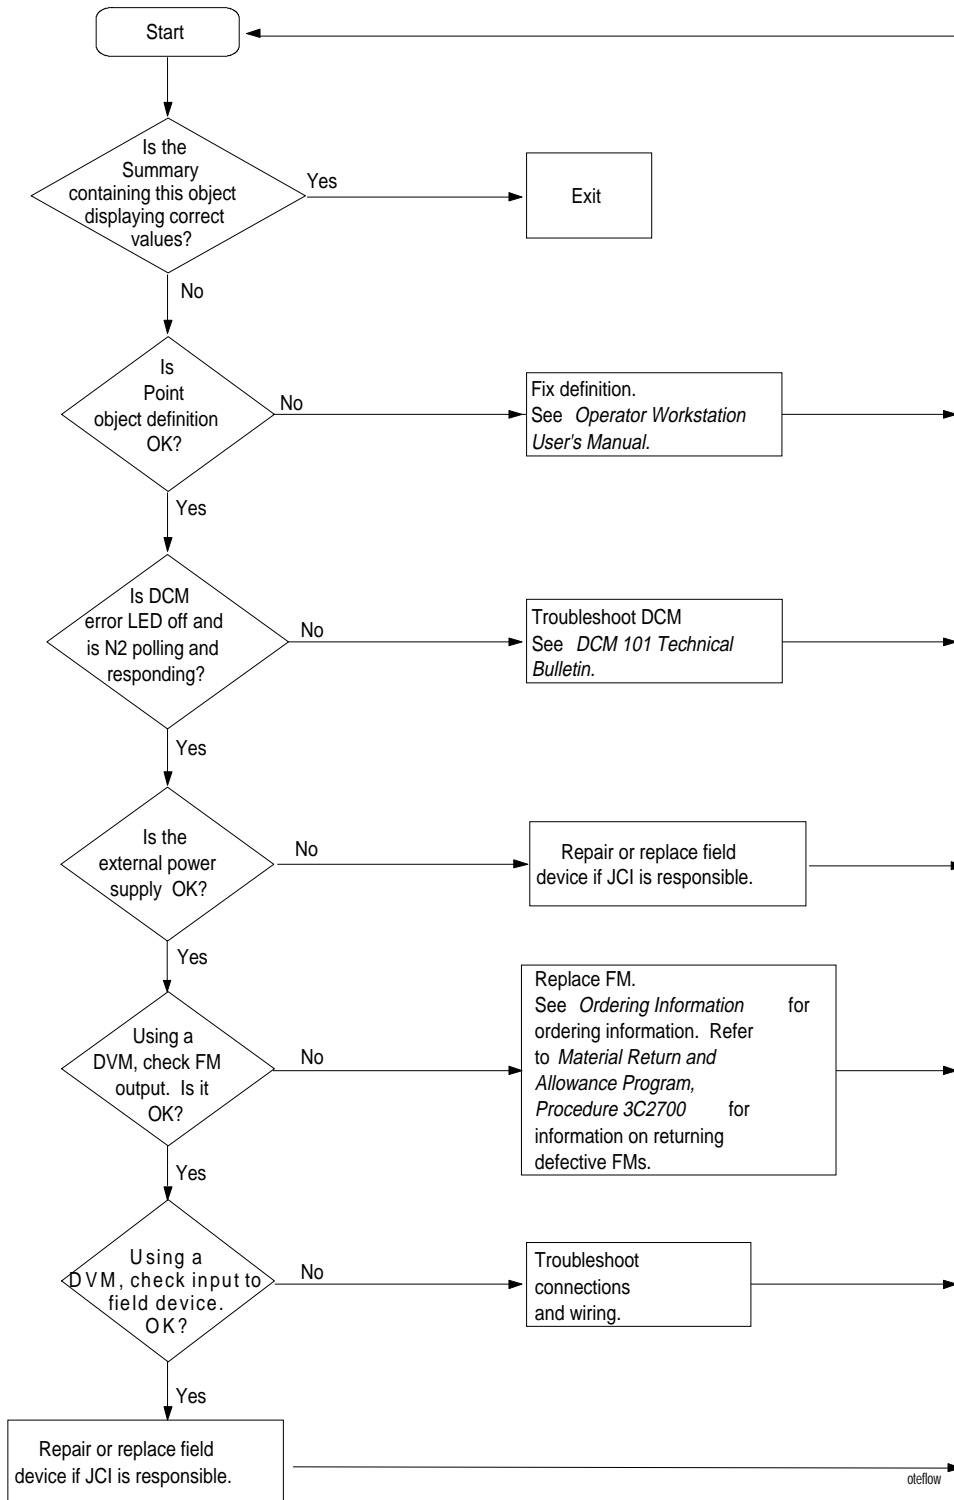 Start
Is the
Summary
containing this object
displaying correct
values?
Yes
Exit
No
Is
Point
object definition
OK?
No
Fix definition.
See Operator Workstation
User's Manual.
Yes
Is DCM
error LED off and
is N2 polling and
responding?
No
Troubleshoot DCM
See DCM 101 Technical
Bulletin.
Yes
Is the
external power
supply OK?
No
Repair or replace field
device if JCI is responsible.
Yes
Using a
DVM, check FM
output. Is it
OK?
No
Replace FM.
See Ordering Information for
ordering information. Refer
to Material Return and
Allowance Program,
Procedure 3C2700 for
information on returning
defective FMs.
Yes
Using a
DVM, check input to
field device.
OK?
No
Troubleshoot
connections
and wiring.
Yes
Repair or replace field
device if JCI is responsible.
oteflow